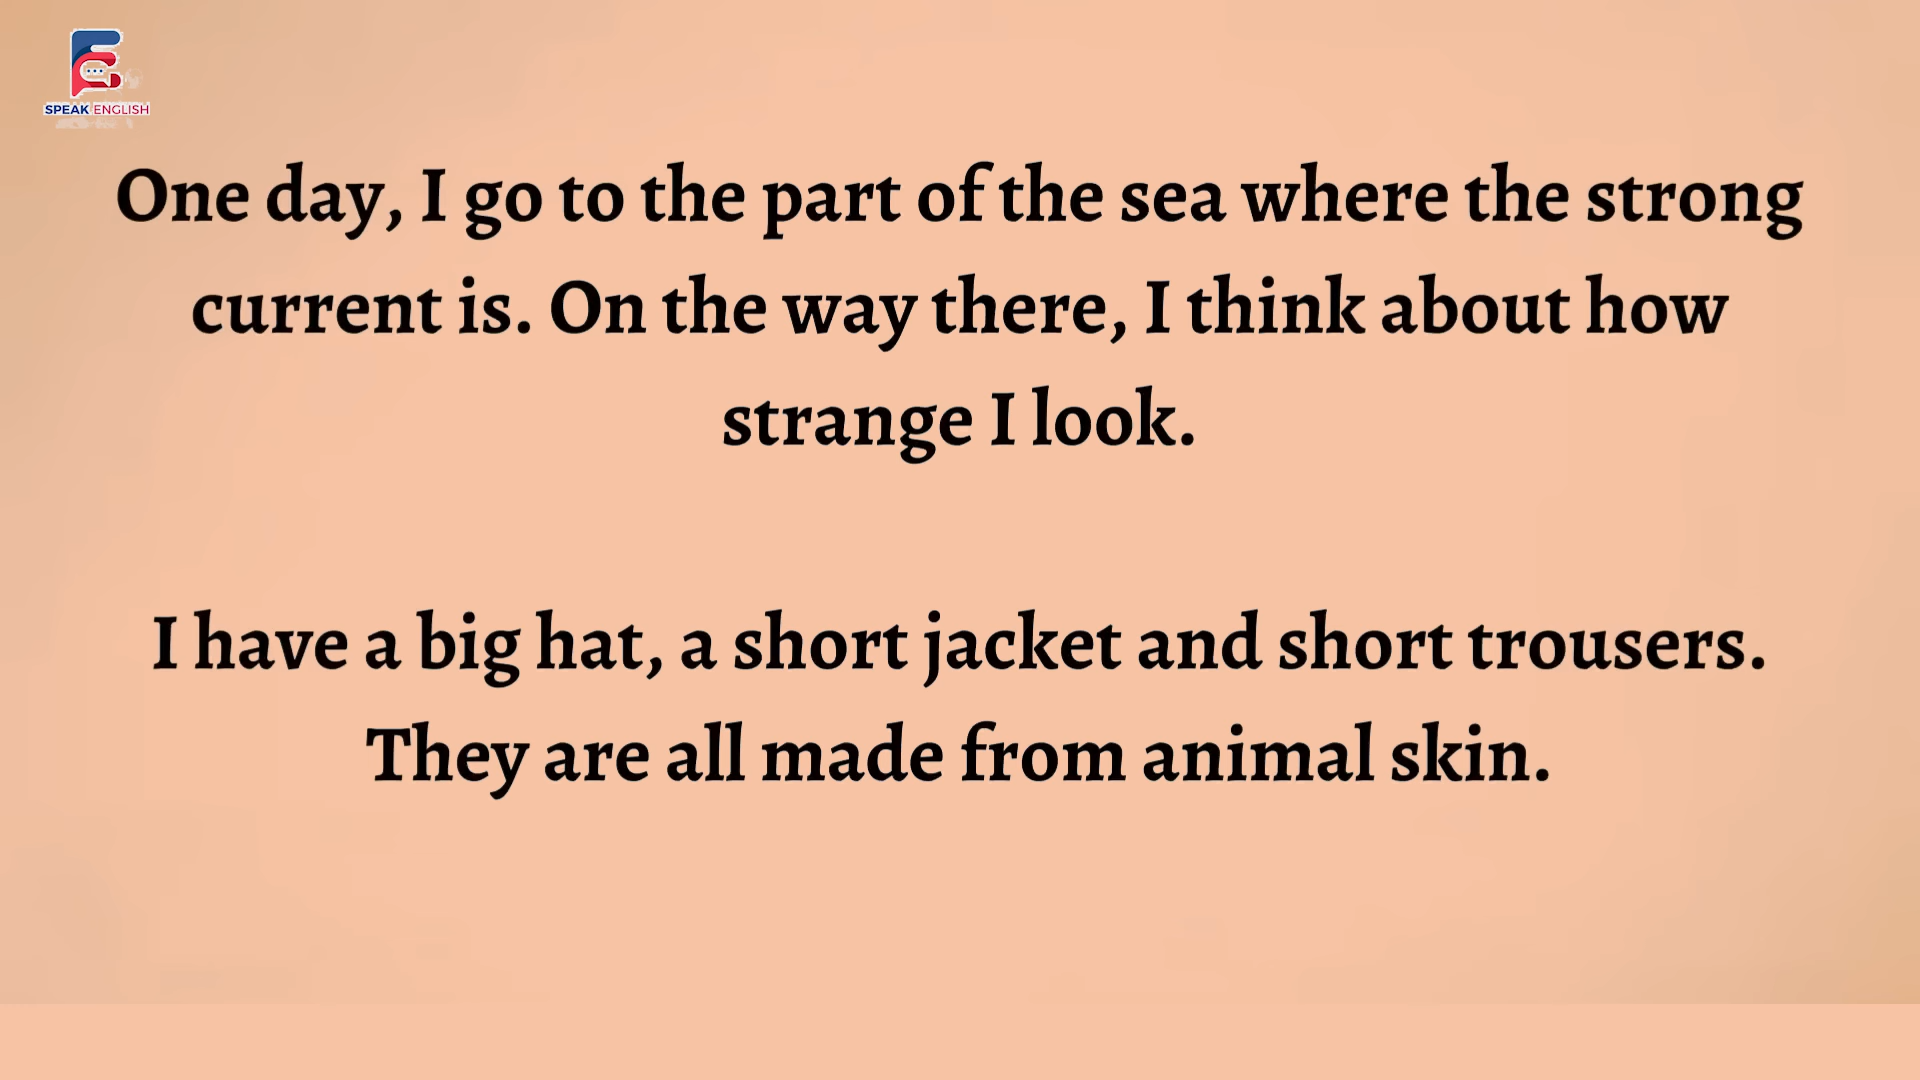 SPEAK ENGLISH
One day, I go to the part of the sea where the strong
current is. On the way there, I think about how
strange I look.
I have a big hat, a short jacket and short trousers.
They are all made from animal skin.